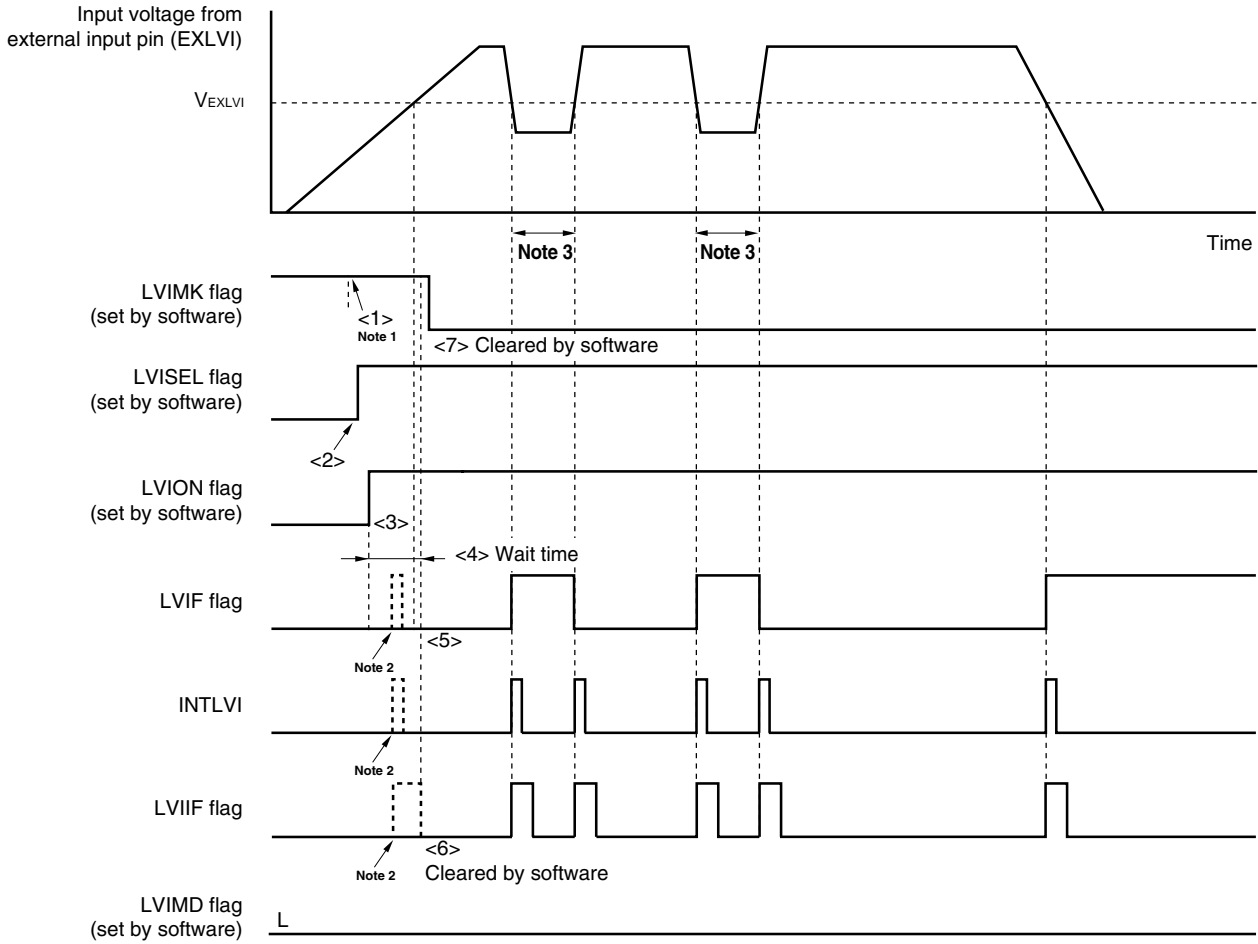 Input voltage from
external input pin (EXLVI)
VEXLVI
Time
Note 3
Note 3
LVIMK flag
(set by software)
<1>
Note 1
<7> Cleared by software
LVISEL flag
(set by software)
<2>
LVION flag
(set by software)
<3>
<4> Wait time
LVIF flag
<5>
Note 2
INTLVI
Note 2
LVIIF flag
<6>
Note 2
Cleared by software
LVIMD flag
(set by software)
L